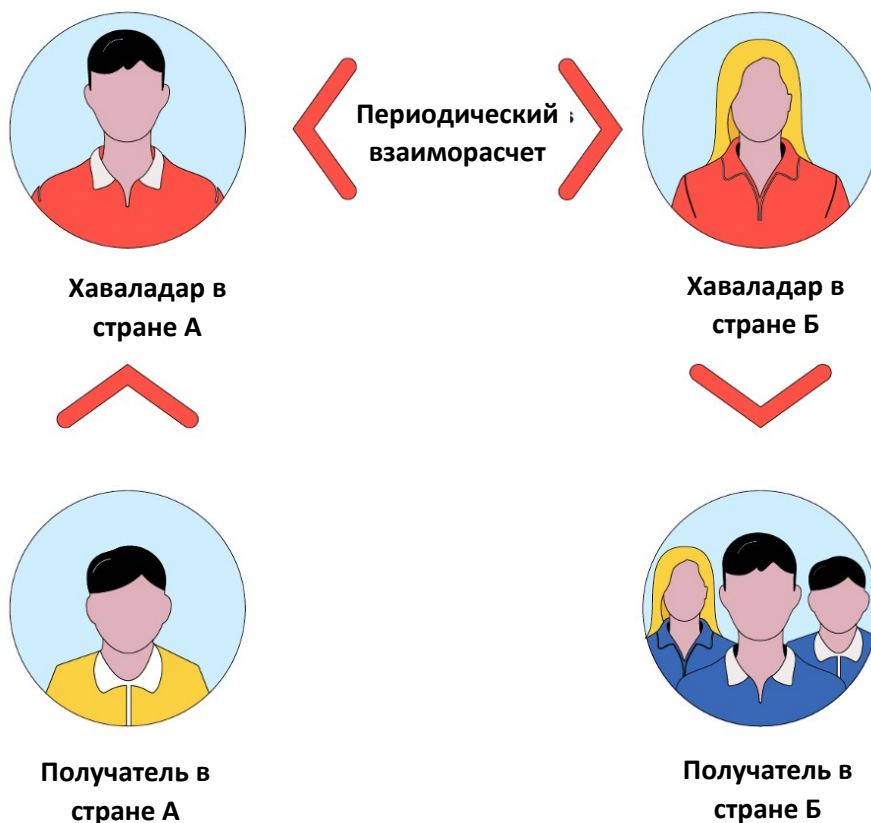 Периодический
взаиморасчет
Хаваладар в
стране А
Хаваладар в
стране Б
Получатель в
стране А
Получатель в
стране Б